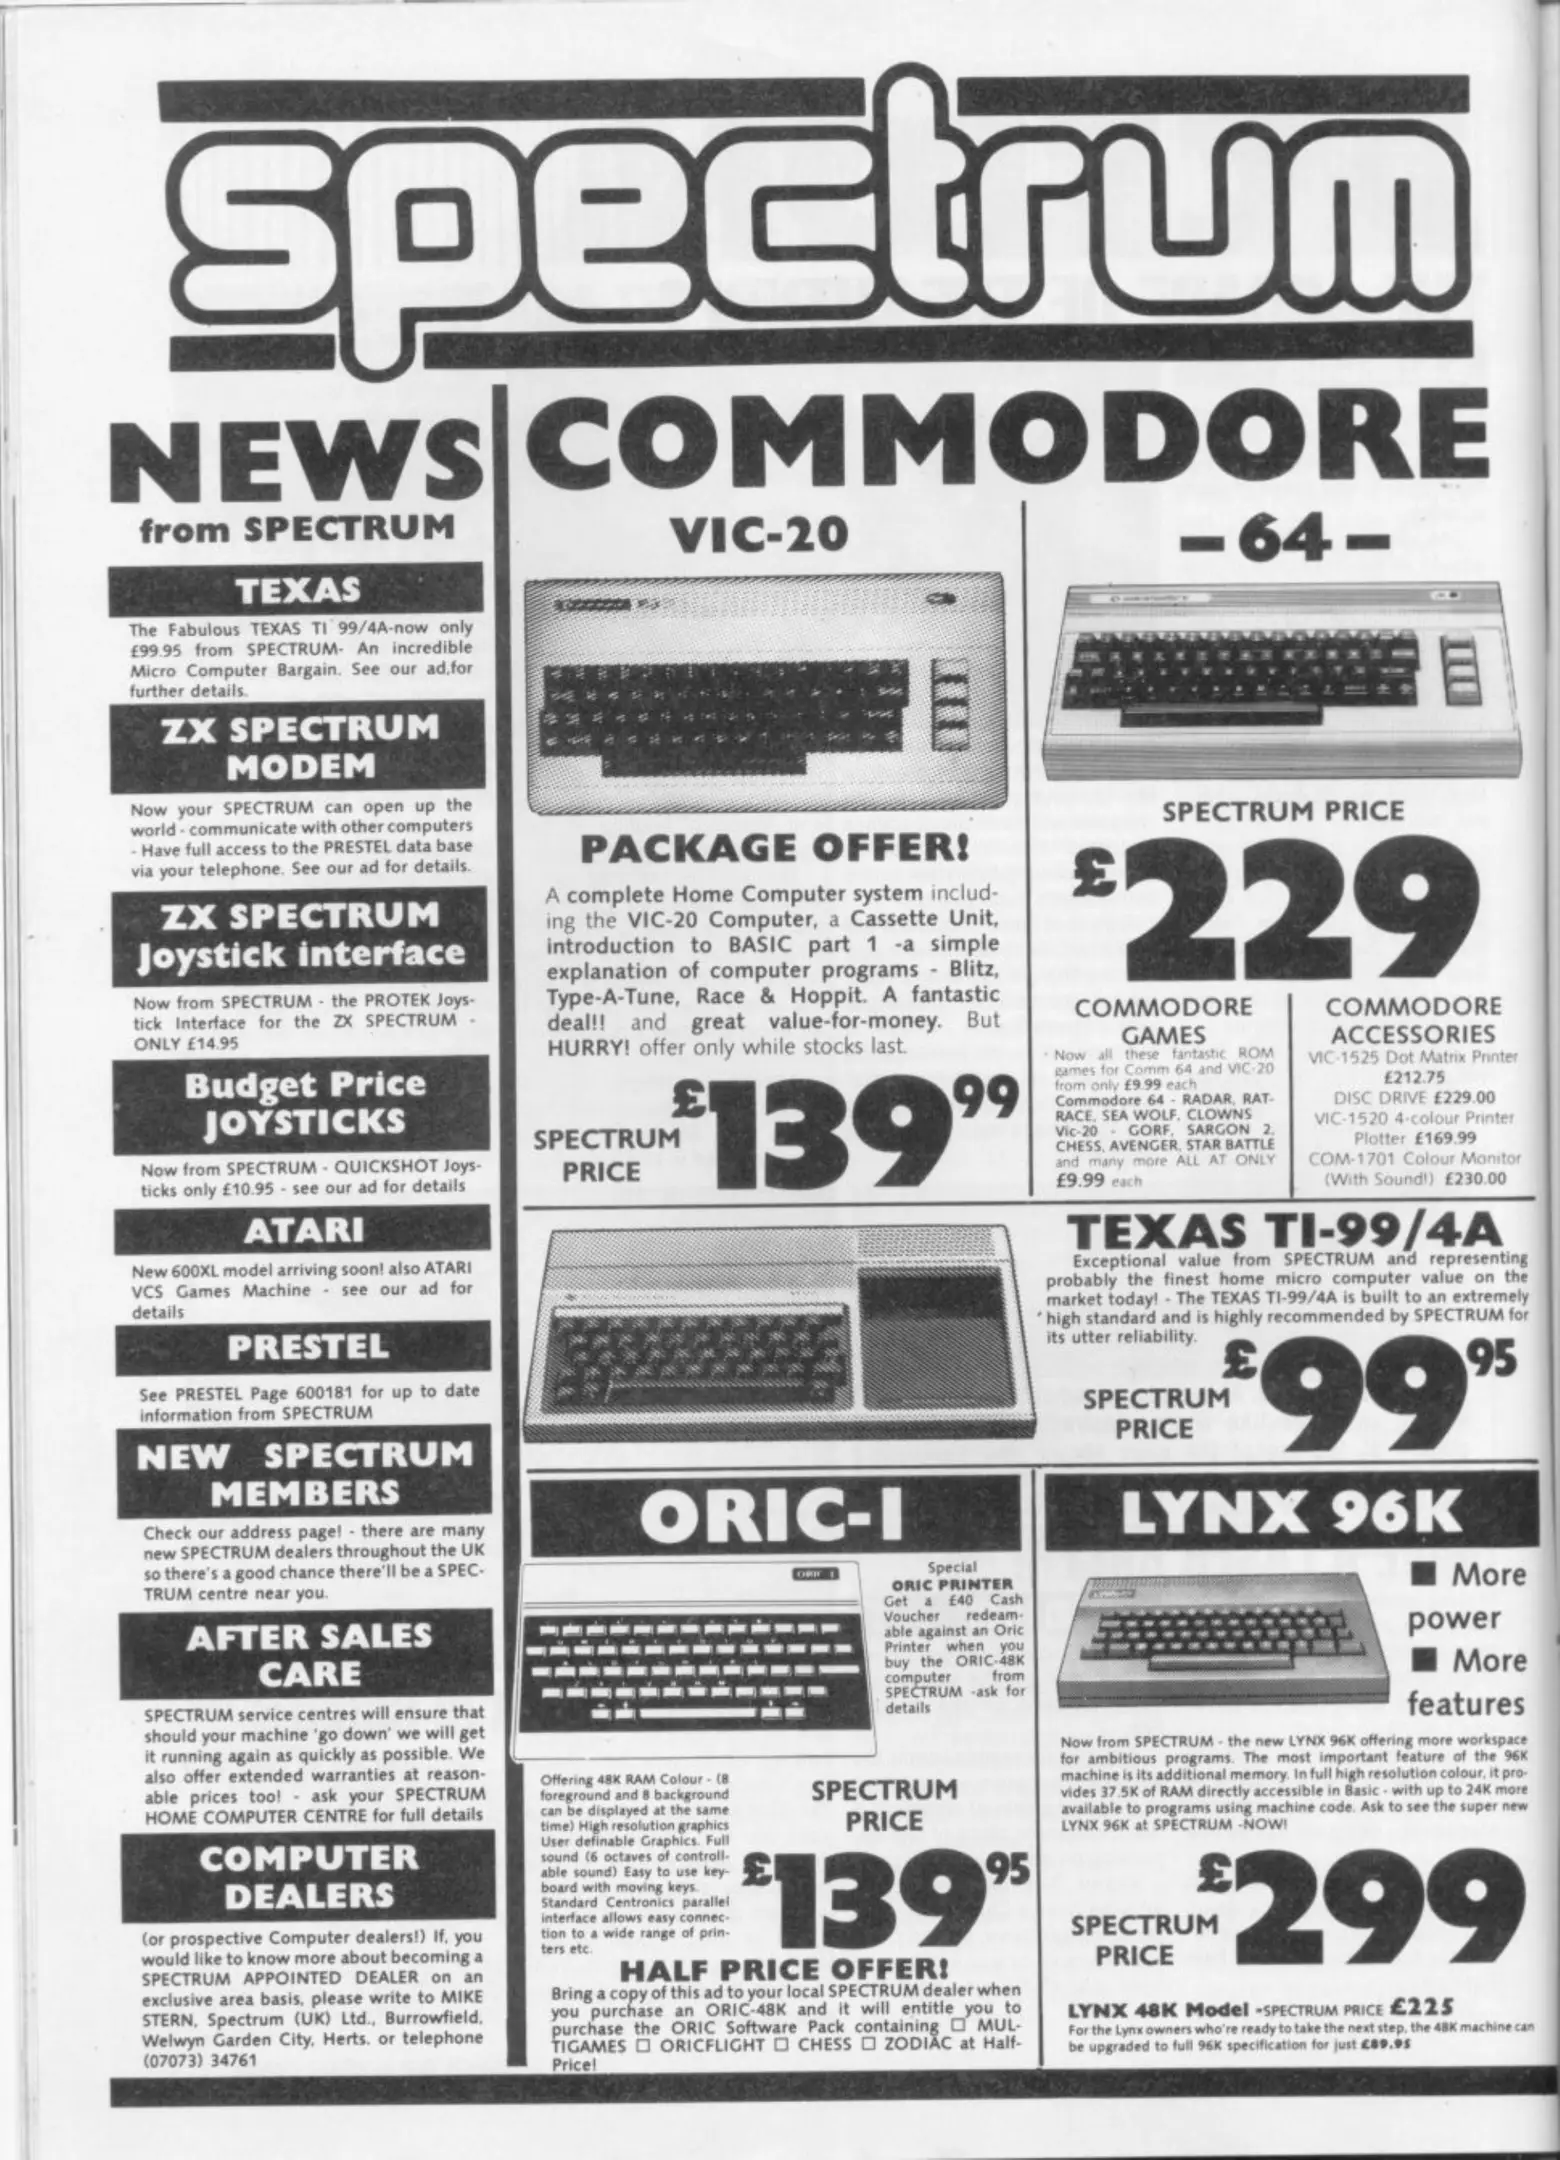 spectrum
NEWS
from SPECTRUM
TEXAS
The Fabulous TEXAS TI 99/4A-now only
£99.95 from SPECTRUM- An incredible
Micro Computer Bargain. See our ad.for
further details.
ZX SPECTRUM
MODEM
Now your SPECTRUM can open up the
world - communicate with other computers
- Have full access to the PRESTEL data base
via your telephone. See our ad for details.
ZX SPECTRUM
Joystick interface
Now from SPECTRUM - the PROTEK Joys-
tick Interface for the ZX SPECTRUM -
ONLY £14.95
Budget Price
JOYSTICKS
Now from SPECTRUM - QUICKSHOT Joys-
ticks only £10.95 - see our ad for details
ATARI
New 600XL model arriving soon! also ATARI
VCS Games Machine - see our ad for
details
PRESTEL
See PRESTEL Page 600181 for up to date
information from SPECTRUM
NEW SPECTRUM
MEMBERS
Check our address page! - there are many
new SPECTRUM dealers throughout the UK
so there's a good chance there'll be a SPEC-
TRUM centre near you.
AFTER SALES
CARE
SPECTRUM service centres will ensure that
should your machine 'go down' we will get
it running again as quickly as possible. We
also offer extended warranties at reason-
able prices too! - ask your SPECTRUM
HOME COMPUTER CENTRE for full details
COMPUTER
DEALERS
(or prospective Computer dealers!) If, you
would like to know more about becoming a
SPECTRUM APPOINTED DEALER on an
exclusive area basis, please write to MIKE
STERN, Spectrum (UK) Ltd., Burrowfield,
Welwyn Garden City, Herts. or telephone
(07073) 34761
COMMODORE
VIC-20
PACKAGE OFFER!
A complete Home Computer system includ-
ing the VIC-20 Computer, a Cassette Unit,
introduction to BASIC part 1 -a simple
explanation of computer programs - Blitz,
Type-A-Tune, Race & Hoppit. A fantastic
deal!! and great value-for-money. But
HURRY! offer only while stocks last.
SPECTRUM
PRICE
£139 99
- 64 -
SPECTRUM PRICE
£229
COMMODORE
GAMES
Now all these fantastic ROM
games for Comm 64 and VIC-20
from only £9.99 each
Commodore 64 - RADAR, RAT-
RACE, SEA WOLF, CLOWNS
Vic-20 - GORF, SARGON 2,
CHESS, AVENGER, STAR BATTLE
and many more ALL AT ONLY
£9.99 each
COMMODORE
ACCESSORIES
VIC-1525 Dot Matrix Printer
£212.75
DISC DRIVE £229.00
VIC-1520 4-colour Printer
Plotter £169.99
COM-1701 Colour Monitor
(With Sound!) £230.00
TEXAS TI-99/4A
Exceptional value from SPECTRUM and representing
probably the finest home micro computer value on the
market today! - The TEXAS TI-99/4A is built to an extremely
high standard and is highly recommended by SPECTRUM for
its utter reliability.
SPECTRUM
PRICE
£99 95
ORIC-1
ORIC 1
Special
ORIC PRINTER
Get a £40 Cash
Voucher redeam-
able against an Oric
Printer when you
buy the ORIC-48K
computer from
SPECTRUM -ask for
details
Offering 48K RAM Colour - (8
foreground and 8 background
can be displayed at the same
time) High resolution graphics
User definable Graphics. Full
sound (6 octaves of controll-
able sound) Easy to use key-
board with moving keys.
Standard Centronics parallel
interface allows easy connec-
tion to a wide range of prin-
ters etc.
SPECTRUM
PRICE
£139 95
HALF PRICE OFFER!
Bring a copy of this ad to your local SPECTRUM dealer when
you purchase an ORIC-48K and it will entitle you to
purchase the ORIC Software Pack containing □ MUL-
TIGAMES □ ORICFLIGHT □ CHESS □ ZODIAC at Half-
Price!
LYNX 96K
■ More
power
■ More
features
Now from SPECTRUM - the new LYNX 96K offering more workspace
for ambitious programs. The most important feature of the 96K
machine is its additional memory. In full high resolution colour, it pro-
vides 37.5K of RAM directly accessible in Basic - with up to 24K more
available to programs using machine code. Ask to see the super new
LYNX 96K at SPECTRUM -NOW!
SPECTRUM
PRICE
£299
LYNX 48K Model -SPECTRUM PRICE £225
For the Lynx owners who're ready to take the next step, the 48K machine can
be upgraded to full 96K specification for just £89.95